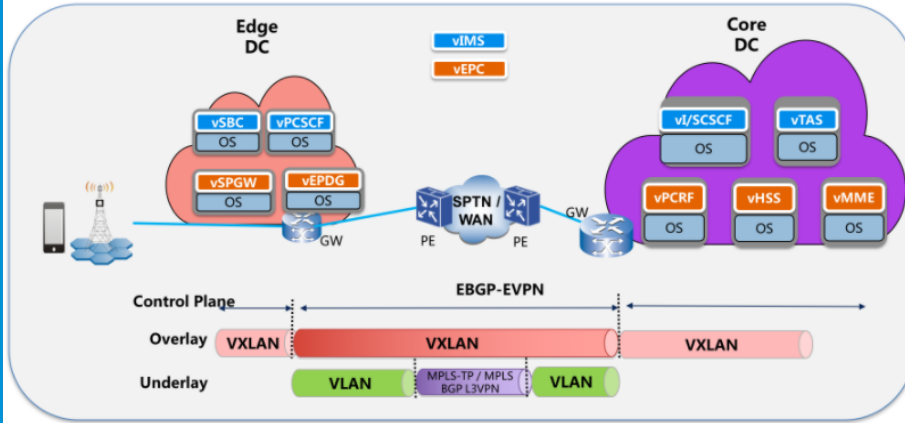 Edge
DC
vIMS
vEPC
Core
DC
vSBC
OS
vPCSCF
OS
vSPGW
OS
vEPDG
OS
GW
PE
SPTN /
WAN
PE
GW
vI/SCSCF
OS
vTAS
OS
vPCRF
OS
vHSS
OS
vMME
OS
Control Plane
EBGP-EVPN
Overlay
VXLAN
VXLAN
VXLAN
Underlay
VLAN
MPLS-TP / MPLS
BGP L3VPN
VLAN